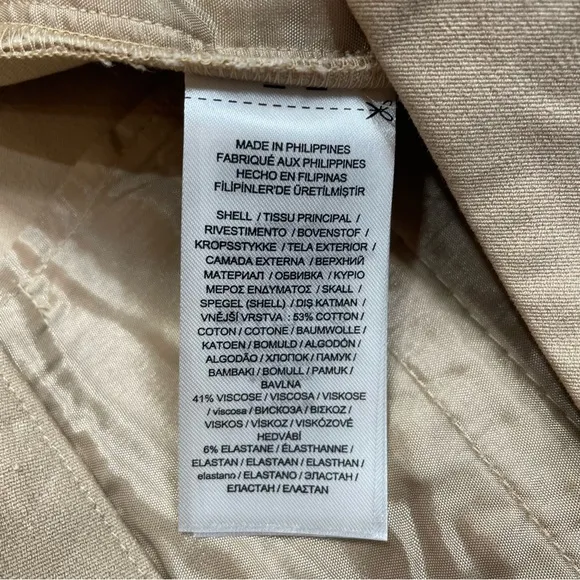 MADE IN PHILIPPINES
FABRIQUÉ AUX PHILIPPINES
HECHO EN FILIPINAS
FİLİPİNLER'DE ÜRETİLMİŞTİR
SHELL / TISSU PRINCIPAL /
RIVESTIMENTO / BOVENSTOF /
KROPSSTYKKE / TELA EXTERIOR /
CAMADA EXTERNA / ВЕРХНИЙ
МАТЕРИАЛ / ОБВИВКА / ΚΥΡΙΟ
ΜΕΡΟΣ ΕΝΔΥΜΑΤΟΣ / SKALL /
SPEGEL (SHELL) / DIŞ KATMAN /
VNĚJŠÍ VRSTVA : 53% COTTON /
COTON / COTONE / BAUMWOLLE /
KATOEN / BOMULD / ALGODÓN /
ALGODÃO / ХЛОПОК / ПАМУК /
ΒΑΜΒΑΚΙ / BOMULL / PAMUK /
BAVLNA
41% VISCOSE / VISCOSA / VISKOSE
/ viscosa / ВИСКОЗА / ΒΙΣΚΟΖ /
VISKOS / VİSKOZ / VISKÓZOVÉ
HEDVÁBÍ
6% ELASTANE / ÉLASTHANNE /
ELASTAN / ELASTAAN / ELASTHAN /
elastano / ELASTANO / ЭЛАСТАН /
ЕЛАСТАН / ΕΛΑΣΤΑΝ